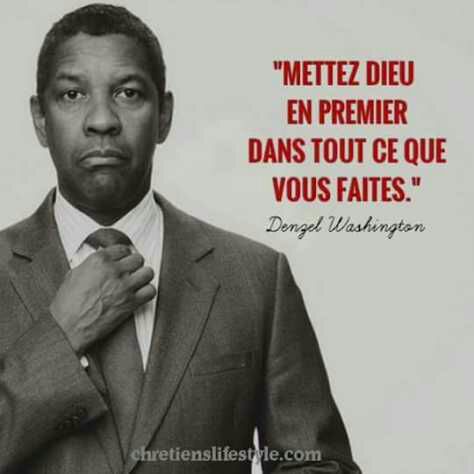 "METTEZ DIEU
EN PREMIER
DANS TOUT CE QUE
VOUS FAITES."
Denzel Washington
chretienslifestyle.com